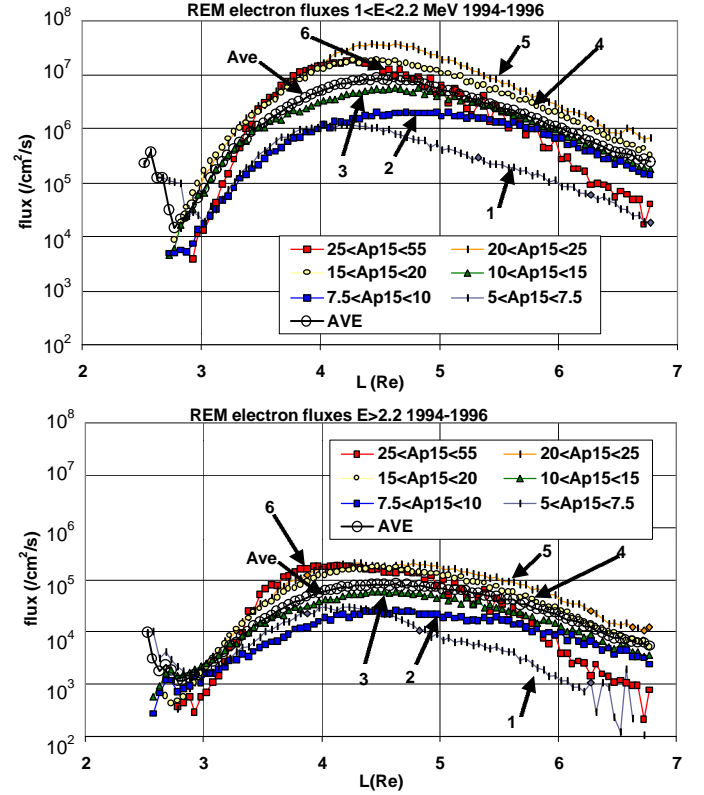 REM electron fluxes 1<E<2.2 MeV 1994-1996
10^8
10^7
10^6
10^5
10^4
10^3
10^2
flux (/cm^2/s)
6
Ave
5
4
3
2
1
25<Ap15<55
20<Ap15<25
15<Ap15<20
10<Ap15<15
7.5<Ap15<10
5<Ap15<7.5
AVE
2 3 4 5 6 7
L (Re)
REM electron fluxes E>2.2 1994-1996
10^8
10^7
10^6
10^5
10^4
10^3
10^2
flux (/cm^2/s)
25<Ap15<55
20<Ap15<25
15<Ap15<20
10<Ap15<15
7.5<Ap15<10
5<Ap15<7.5
AVE
6
Ave
5
4
3
2
1
2 3 4 5 6 7
L(Re)